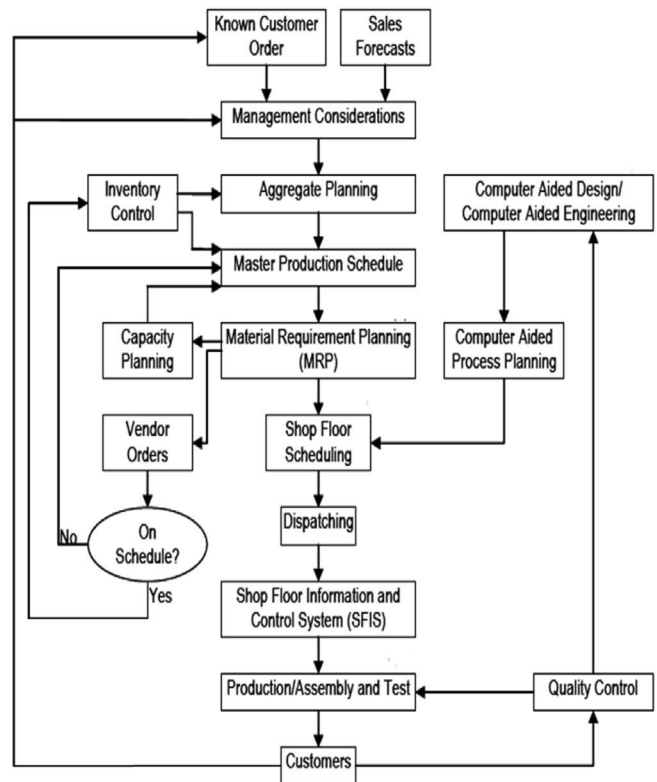 Known Customer
Order
Sales
Forecasts
Management Considerations
Inventory
Control
Aggregate Planning
Computer Aided Design/
Computer Aided Engineering
Master Production Schedule
Capacity
Planning
Material Requirement Planning
(MRP)
Computer Aided
Process Planning
Vendor
Orders
Shop Floor
Scheduling
No
On
Schedule?
Dispatching
Yes
Shop Floor Information and
Control System (SFIS)
Production/Assembly and Test
Quality Control
Customers